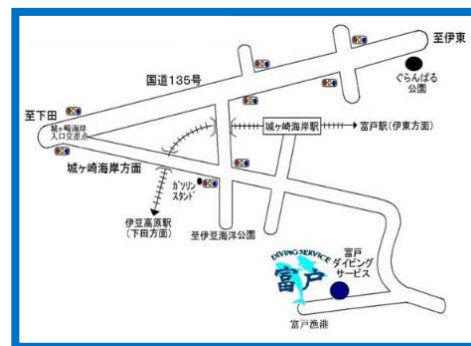 至伊東
国道135号
ぐらんぱる
公園
至下田
城ヶ崎海岸
入口交差点
城ヶ崎海岸駅
富戸駅(伊東方面)
城ヶ崎海岸方面
ガソリン
スタンド
伊豆高原駅
(下田方面)
至伊豆海洋公園
DIVING SERVICE
富戸
富戸
ダイビング
サービス
富戸漁港